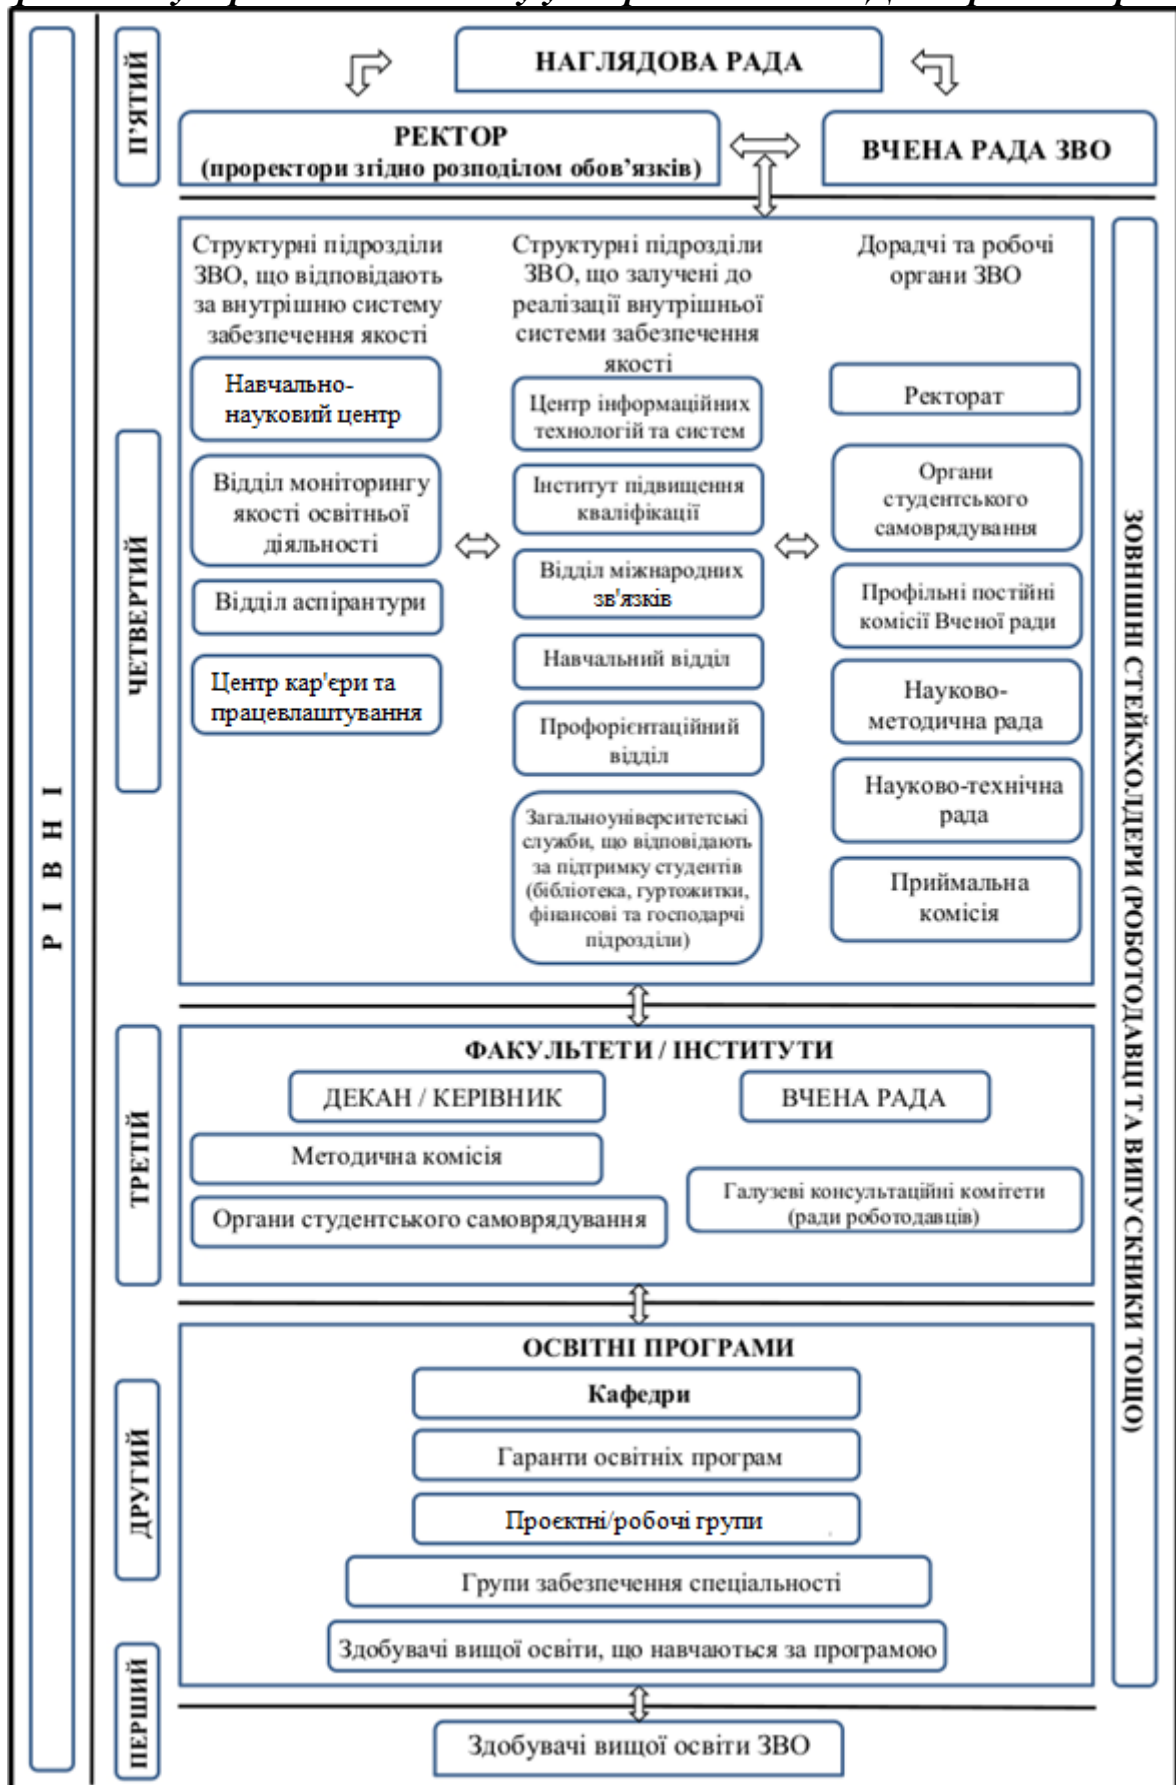 НАГЛЯДОВА РАДА
П'ЯТИЙ
РЕКТОР
(проректори згідно розподілом обов'язків)
ВЧЕНА РАДА ЗВО
РІВНІ
ЧЕТВЕРТИЙ
Структурні підрозділи
ЗВО, що відповідають
за внутрішню систему
забезпечення якості
Навчально-
науковий центр
Відділ моніторингу
якості освітньої
діяльності
Відділ аспірантури
Центр кар'єри та
працевлаштування
Структурні підрозділи
ЗВО, що залучені до
реалізації внутрішньої
системи забезпечення
якості
Центр інформаційних
технологій та систем
Інститут підвищення
кваліфікації
Відділ міжнародних
зв'язків
Навчальний відділ
Профорієнтаційний
відділ
Загальноуніверситетські
служби, що відповідають
за підтримку студентів
(бібліотека, гуртожитки,
фінансові та господарчі
підрозділи)
Дорадчі та робочі
органи ЗВО
Ректорат
Органи
студентського
самоврядування
Профільні постійні
комісії Вченої ради
Науково-
методична рада
Науково-технічна
рада
Приймальна
комісія
ЗОВНІШНІ СТЕЙКХОЛДЕРИ (РОБОТОДАВЦІ ТА ВИПУСКНИКИ ТОЩО)
ТРЕТІЙ
ФАКУЛЬТЕТИ / ІНСТИТУТИ
ДЕКАН / КЕРІВНИК
ВЧЕНА РАДА
Методична комісія
Галузеві консультаційні комітети
(ради роботодавців)
Органи студентського самоврядування
ДРУГИЙ
ОСВІТНІ ПРОГРАМИ
Кафедри
Гаранти освітніх програм
Проєктні/робочі групи
Групи забезпечення спеціальності
Здобувачі вищої освіти, що навчаються за програмою
ПЕРШИЙ
Здобувачі вищої освіти ЗВО